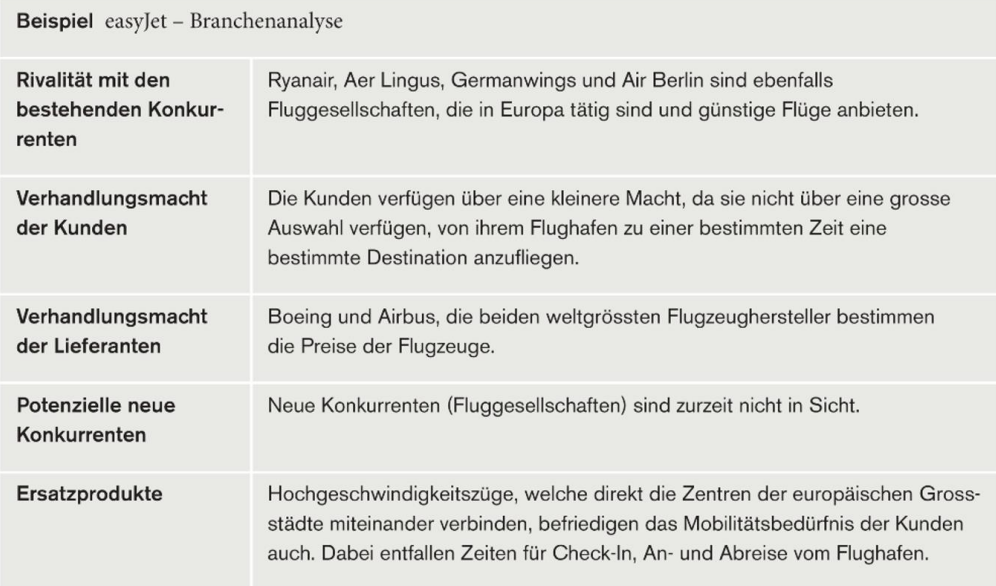 Beispiel easyJet – Branchenanalyse
Rivalität mit den
bestehenden Konkur-
renten
Ryanair, Aer Lingus, Germanwings und Air Berlin sind ebenfalls
Fluggesellschaften, die in Europa tätig sind und günstige Flüge anbieten.
Verhandlungsmacht
der Kunden
Die Kunden verfügen über eine kleinere Macht, da sie nicht über eine grosse
Auswahl verfügen, von ihrem Flughafen zu einer bestimmten Zeit eine
bestimmte Destination anzufliegen.
Verhandlungsmacht
der Lieferanten
Boeing und Airbus, die beiden weltgrössten Flugzeughersteller bestimmen
die Preise der Flugzeuge.
Potenzielle neue
Konkurrenten
Neue Konkurrenten (Fluggesellschaften) sind zurzeit nicht in Sicht.
Ersatzprodukte
Hochgeschwindigkeitszüge, welche direkt die Zentren der europäischen Gross-
städte miteinander verbinden, befriedigen das Mobilitätsbedürfnis der Kunden
auch. Dabei entfallen Zeiten für Check-In, An- und Abreise vom Flughafen.